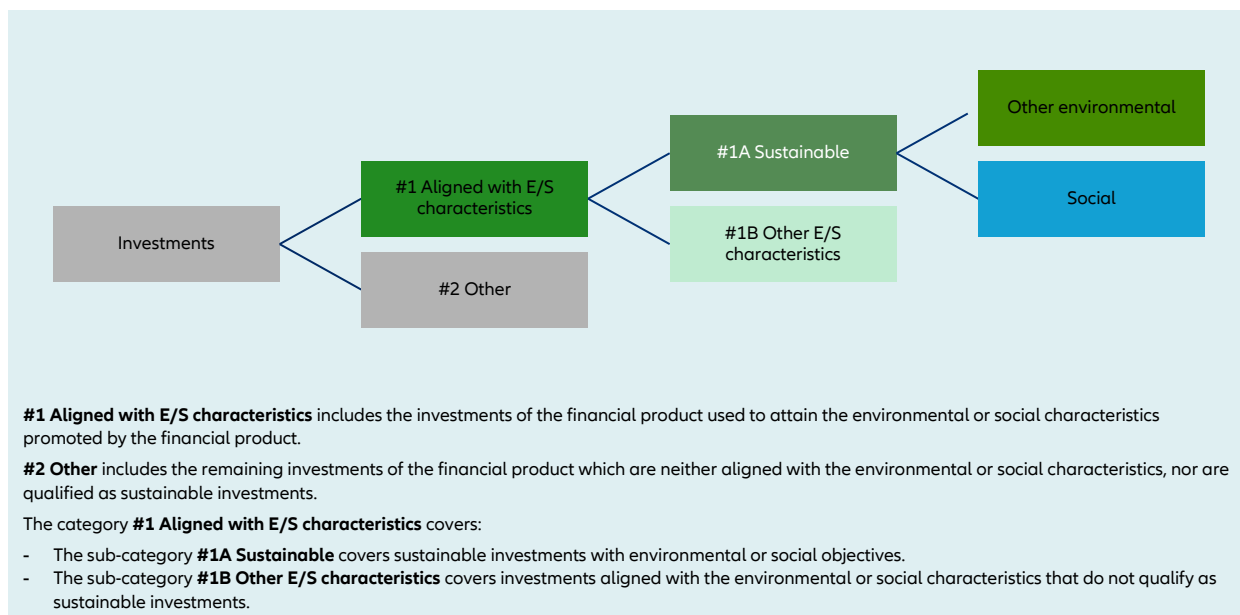 Other environmental
#1A Sustainable
#1 Aligned with E/S
characteristics
Social
Investments
#1B Other E/S
characteristics
#2 Other
#1 Aligned with E/S characteristics includes the investments of the financial product used to attain the environmental or social characteristics
promoted by the financial product.
#2 Other includes the remaining investments of the financial product which are neither aligned with the environmental or social characteristics, nor are
qualified as sustainable investments.
The category #1 Aligned with E/S characteristics covers:
- The sub-category #1A Sustainable covers sustainable investments with environmental or social objectives.
- The sub-category #1B Other E/S characteristics covers investments aligned with the environmental or social characteristics that do not qualify as
sustainable investments.